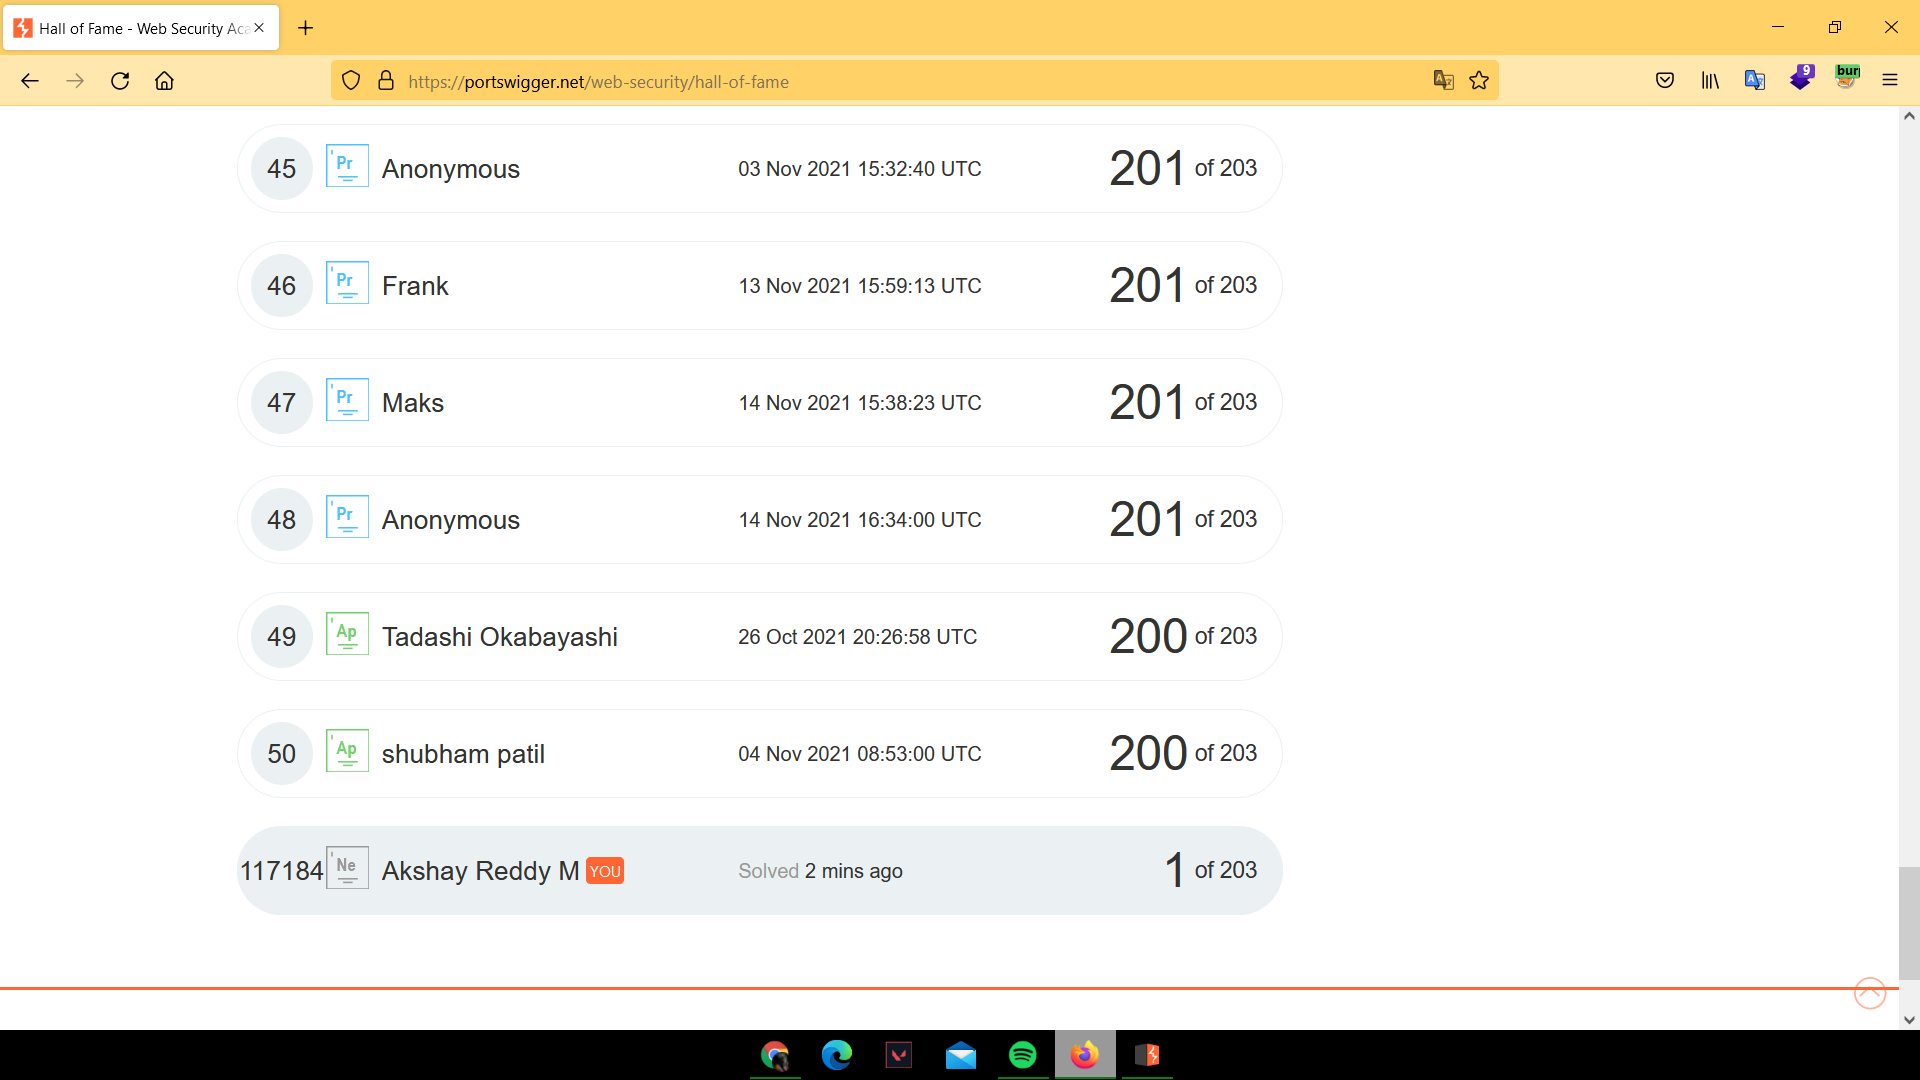 Hall of Fame - Web Security Aca
https://portswigger.net/web-security/hall-of-fame
9
bur
45 Pr Anonymous 03 Nov 2021 15:32:40 UTC 201 of 203
46 Pr Frank 13 Nov 2021 15:59:13 UTC 201 of 203
47 Pr Maks 14 Nov 2021 15:38:23 UTC 201 of 203
48 Pr Anonymous 14 Nov 2021 16:34:00 UTC 201 of 203
49 Ap Tadashi Okabayashi 26 Oct 2021 20:26:58 UTC 200 of 203
50 Ap shubham patil 04 Nov 2021 08:53:00 UTC 200 of 203
117184 Ne Akshay Reddy M YOU Solved 2 mins ago 1 of 203